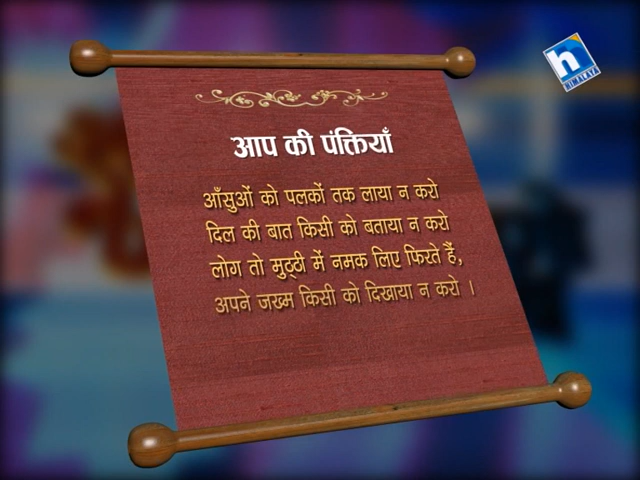 आप की पंक्तियाँ
आँसुओं को पलकों तक लाया न करो
दिल की बात किसी को बताया न करो
लोग तो मुठ्ठी में नमक लिए फिरते हैं,
अपने जख्म किसी को दिखाया न करो ।
h
HIMALAYA